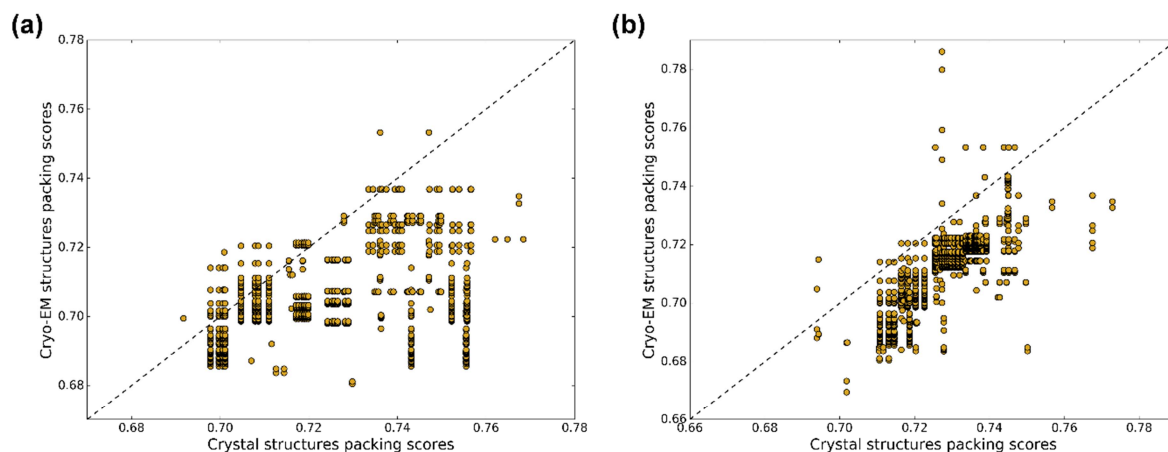 (a)
0.78
0.76
0.74
0.72
0.70
0.68
Cryo-EM structures packing scores
0.68 0.70 0.72 0.74 0.76 0.78
Crystal structures packing scores
(b)
0.78
0.76
0.74
0.72
0.70
0.68
0.66
Cryo-EM structures packing scores
0.66 0.68 0.70 0.72 0.74 0.76 0.78
Crystal structures packing scores